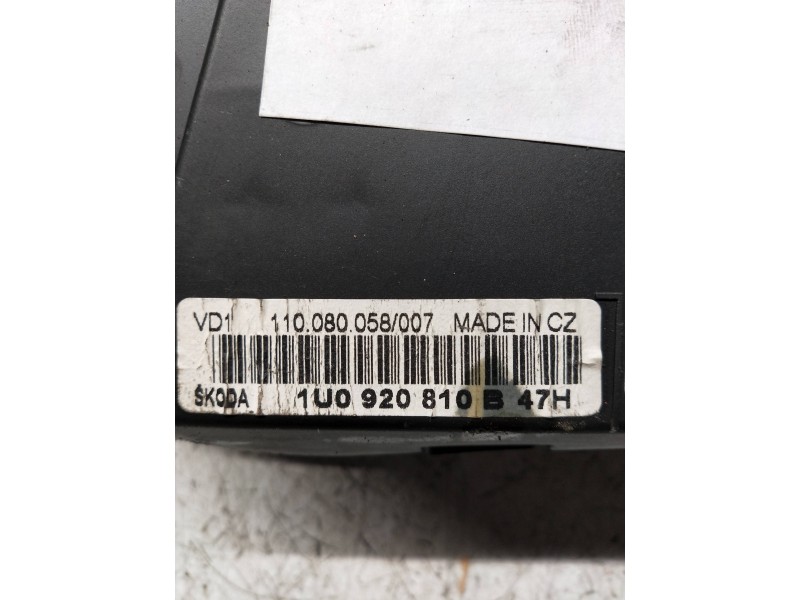 VD1 110.080.058/007 MADE IN CZ
ŠKODA 1U0 920 810 B 47H